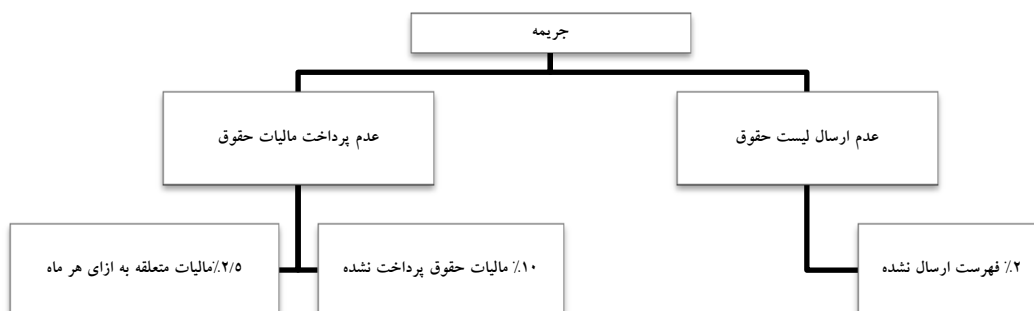 جریمه
عدم ارسال لیست حقوق
عدم پرداخت مالیات حقوق
۲٪ فهرست ارسال نشده
۱۰٪ مالیات حقوق پرداخت نشده
۲/۵٪مالیات متعلقه به ازای هر ماه